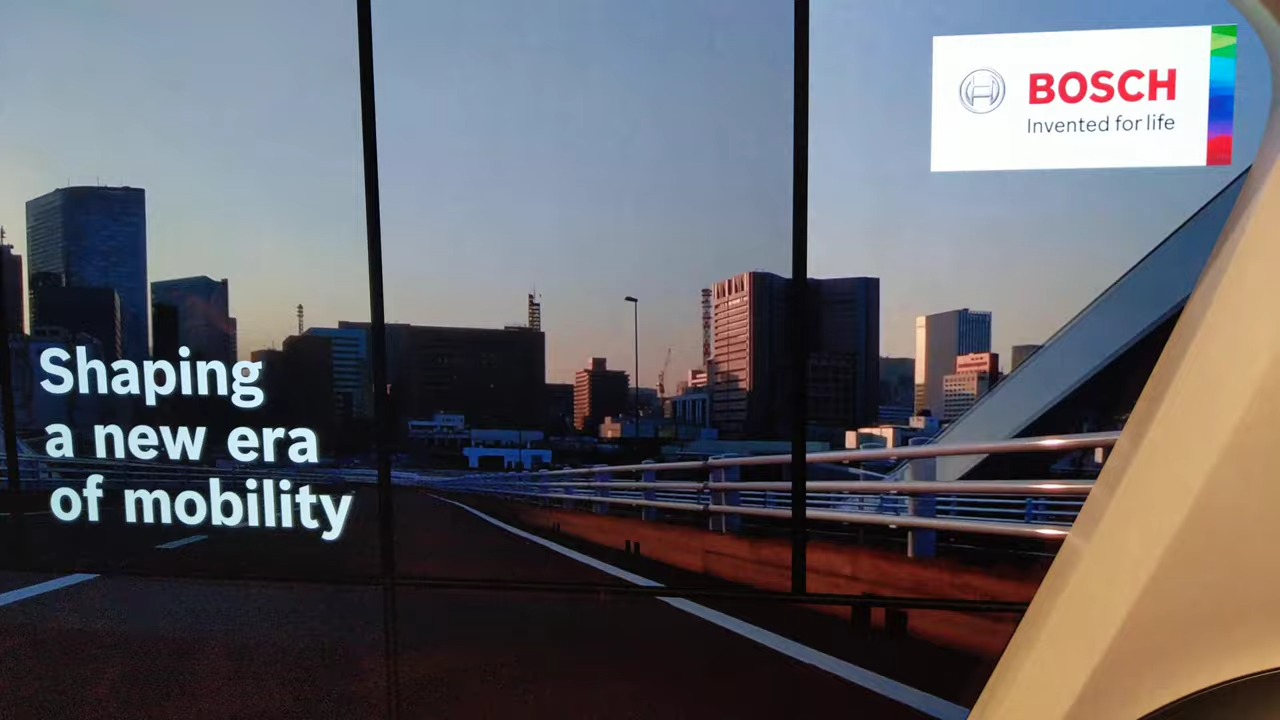 BOSCH
Invented for life
Shaping
a new era
of mobility